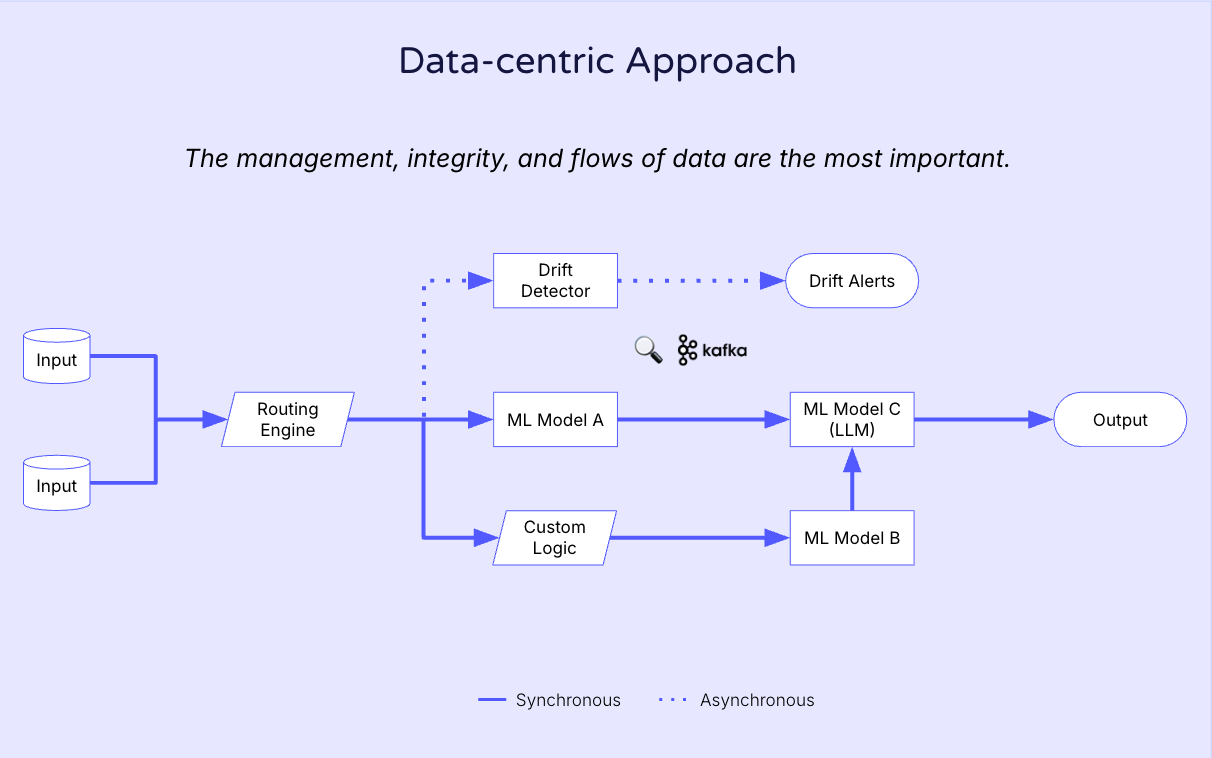 Data-centric Approach
The management, integrity, and flows of data are the most important.
Drift
Detector
Drift Alerts
Input
kafka
Routing
Engine
ML Model A
ML Model C
(LLM)
Output
Input
Custom
Logic
ML Model B
Synchronous
Asynchronous